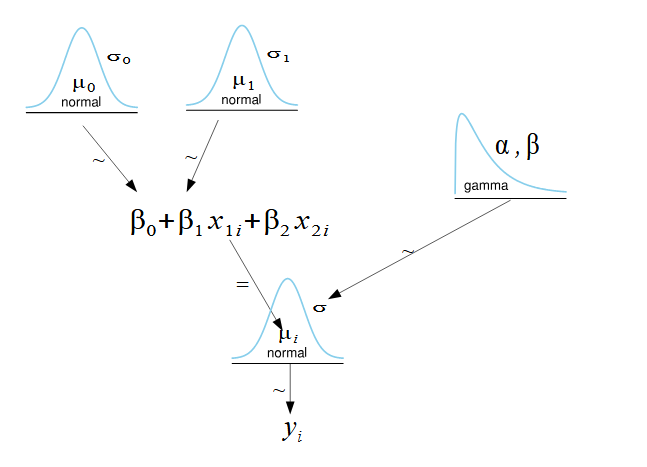 σ₀
μ₀
normal
σ₁
μ₁
normal
α , β
gamma
~
~
β₀+β₁x₁ᵢ+β₂x₂ᵢ
~
=
σ
μᵢ
normal
~
yᵢ